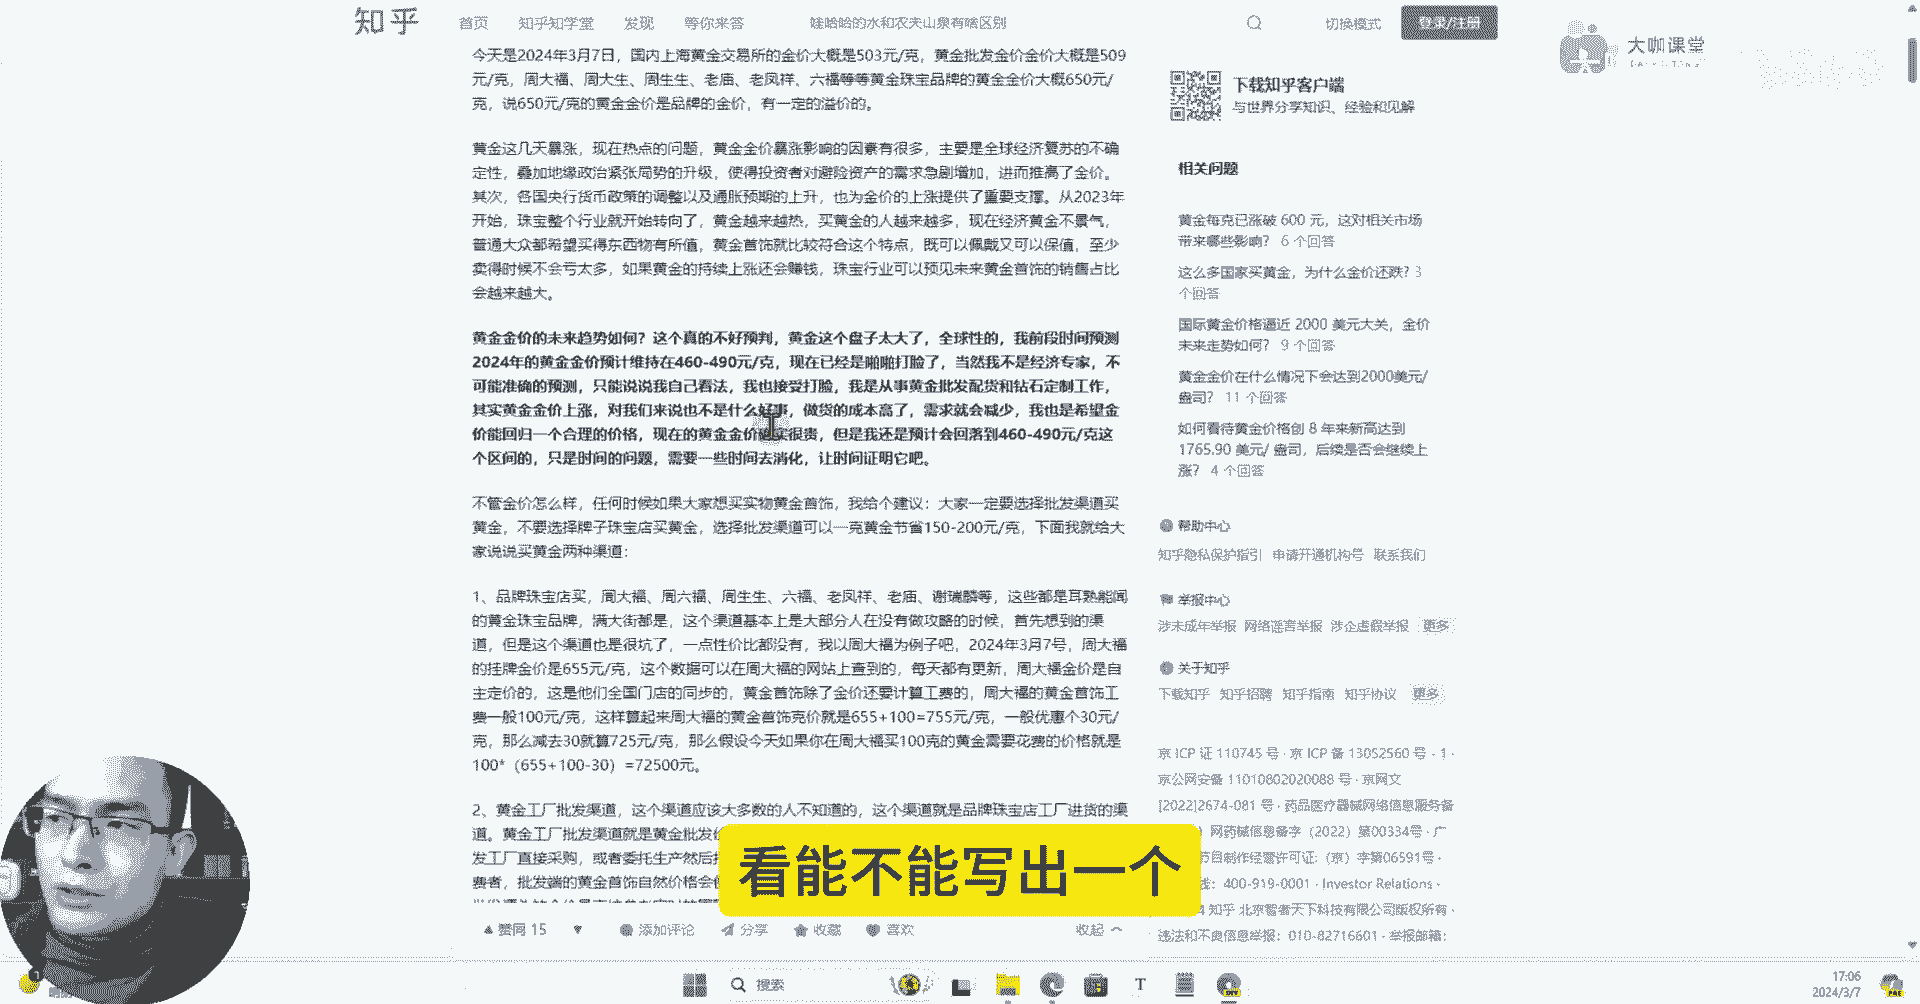 知乎
首页 知乎知学堂 发现 等你来答 娃哈哈的水和农夫山泉有啥区别 切换模式 登录/注册
大咖课堂
今天是2024年3月7日，国内上海黄金交易所的金价大概是503元/克，黄金批发金价金价大概是509
元/克，周大福、周大生、周生生、老庙、老凤祥、六福等等黄金珠宝品牌的黄金金价大概650元/
克，说650元/克的黄金金价是品牌的金价，有一定的溢价的。
黄金这几天暴涨，现在热点的问题，黄金金价暴涨影响的因素有很多，主要是全球经济复苏的不确
定性，叠加地缘政治紧张局势的升级，使得投资者对避险资产的需求急剧增加，进而推高了金价。
其次，各国央行货币政策的调整以及通胀预期的上升，也为金价的上涨提供了重要支撑。从2023年
开始，珠宝整个行业就开始转向了，黄金越来越热，买黄金的人越来越多，现在经济黄金不景气，
普通大众都希望买得东西物有所值，黄金首饰就比较符合这个特点，既可以佩戴又可以保值，至少
卖得时候不会亏太多，如果黄金的持续上涨还会赚钱，珠宝行业可以预见未来黄金首饰的销售占比
会越来越大。
黄金金价的未来趋势如何？这个真的不好预判，黄金这个盘子太大了，全球性的，我前段时间预测
2024年的黄金金价预计维持在460-490元/克，现在已经是啪啪打脸了，当然我不是经济专家，不
可能准确的预测，只能说说我自己看法，我也接受打脸，我是从事黄金批发配货和钻石定制工作，
其实黄金金价上涨，对我们来说也不是什么好事，做货的成本高了，需求就会减少，我也是希望金
价能回归一个合理的价格，现在的黄金金价确实很贵，但是我还是预计会回落到460-490元/克这
个区间的，只是时间的问题，需要一些时间去消化，让时间证明它吧。
不管金价怎么样，任何时候如果大家想买实物黄金首饰，我给个建议：大家一定要选择批发渠道买
黄金，不要选择牌子珠宝店买黄金，选择批发渠道可以一克黄金节省150-200元/克，下面我就给大
家说说买黄金两种渠道：
1、品牌珠宝店买，周大福、周六福、周生生、六福、老凤祥、老庙、谢瑞麟等，这些都是耳熟能闻
的黄金珠宝品牌，满大街都是，这个渠道基本上是大部分人在没有做攻略的时候，首先想到的渠
道，但是这个渠道也是很坑了，一点性价比都没有，我以周大福为例子吧，2024年3月7号，周大福
的挂牌金价是655元/克，这个数据可以在周大福的网站上查到的，每天都有更新，周大福金价是自
主定价的，这是他们全国门店的同步的，黄金首饰除了金价还要计算工费的，周大福的黄金首饰工
费一般100元/克，这样算起来周大福的黄金首饰克价就是655+100=755元/克，一般优惠个30元/
克，那么减去30就算725元/克，那么假设今天如果你在周大福买100克的黄金需要花费的价格就是
100*（655+100-30）=72500元。
2、黄金工厂批发渠道，这个渠道应该大多数的人不知道的，这个渠道就是品牌珠宝店工厂进货的渠
道。黄金工厂批发渠道就是黄金批发
发工厂直接采购，或者委托生产然后
费者，批发端的黄金首饰自然价格会
赞同 15 添加评论 分享 收藏 喜欢 收起
下载知乎客户端
与世界分享知识、经验和见解
相关问题
黄金每克已涨破 600 元，这对相关市场
带来哪些影响？ 6 个回答
这么多国家买黄金，为什么金价还跌？ 3
个回答
国际黄金价格逼近 2000 美元大关，金价
未来走势如何？ 9 个回答
黄金金价在什么情况下会达到2000美元/
盎司？ 11 个回答
如何看待黄金价格创 8 年来新高达到
1765.90 美元/ 盎司，后续是否会继续上
涨？ 4 个回答
帮助中心
知乎隐私保护指引 申请开通机构号 联系我们
举报中心
涉未成年举报 网络谣言举报 涉企虚假举报 更多
关于知乎
下载知乎 知乎招聘 知乎指南 知乎协议 更多
京 ICP 证 110745 号 · 京 ICP 备 13052560 号 - 1 ·
京公网安备 11010802020088 号 · 京网文
[2022]2674-081 号 · 药品医疗器械网络信息服务备
网药械信息备字（2022）第00334号 · 广
节目制作经营许可证:（京）字第06591号 ·
：400-919-0001 · Investor Relations ·
知乎 北京智者天下科技有限公司版权所有 ·
违法和不良信息举报：010-82716601 · 举报邮箱：
看能不能写出一个
搜索
17:06
2024/3/7